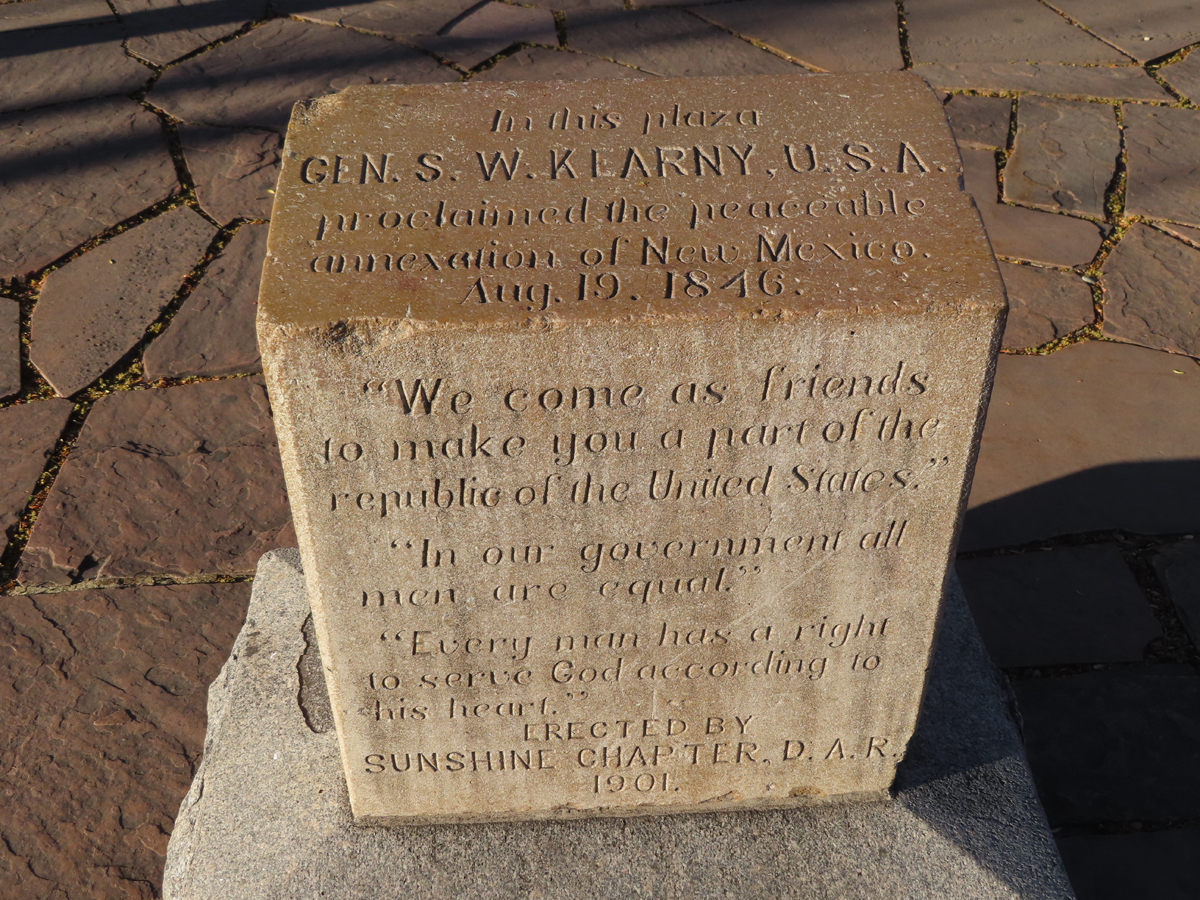 In this plaza
GEN. S. W. KEARNY, U.S.A.
proclaimed the peaceable
annexation of New Mexico.
Aug. 19. 1846.
“We come as friends
to make you a part of the
republic of the United States.”
“In our government all
men are equal.”
“Every man has a right
to serve God according to
his heart.”
ERECTED BY
SUNSHINE CHAPTER, D. A. R.
1901.